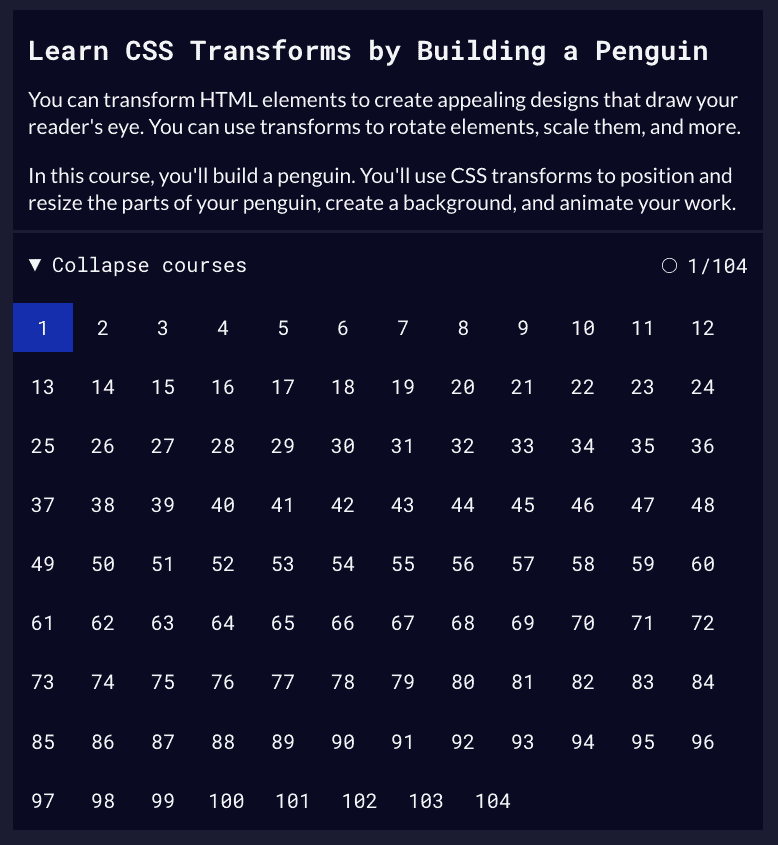 Learn CSS Transforms by Building a Penguin
You can transform HTML elements to create appealing designs that draw your
reader's eye. You can use transforms to rotate elements, scale them, and more.
In this course, you'll build a penguin. You'll use CSS transforms to position and
resize the parts of your penguin, create a background, and animate your work.
▼ Collapse courses 1/104
1 2 3 4 5 6 7 8 9 10 11 12
13 14 15 16 17 18 19 20 21 22 23 24
25 26 27 28 29 30 31 32 33 34 35 36
37 38 39 40 41 42 43 44 45 46 47 48
49 50 51 52 53 54 55 56 57 58 59 60
61 62 63 64 65 66 67 68 69 70 71 72
73 74 75 76 77 78 79 80 81 82 83 84
85 86 87 88 89 90 91 92 93 94 95 96
97 98 99 100 101 102 103 104